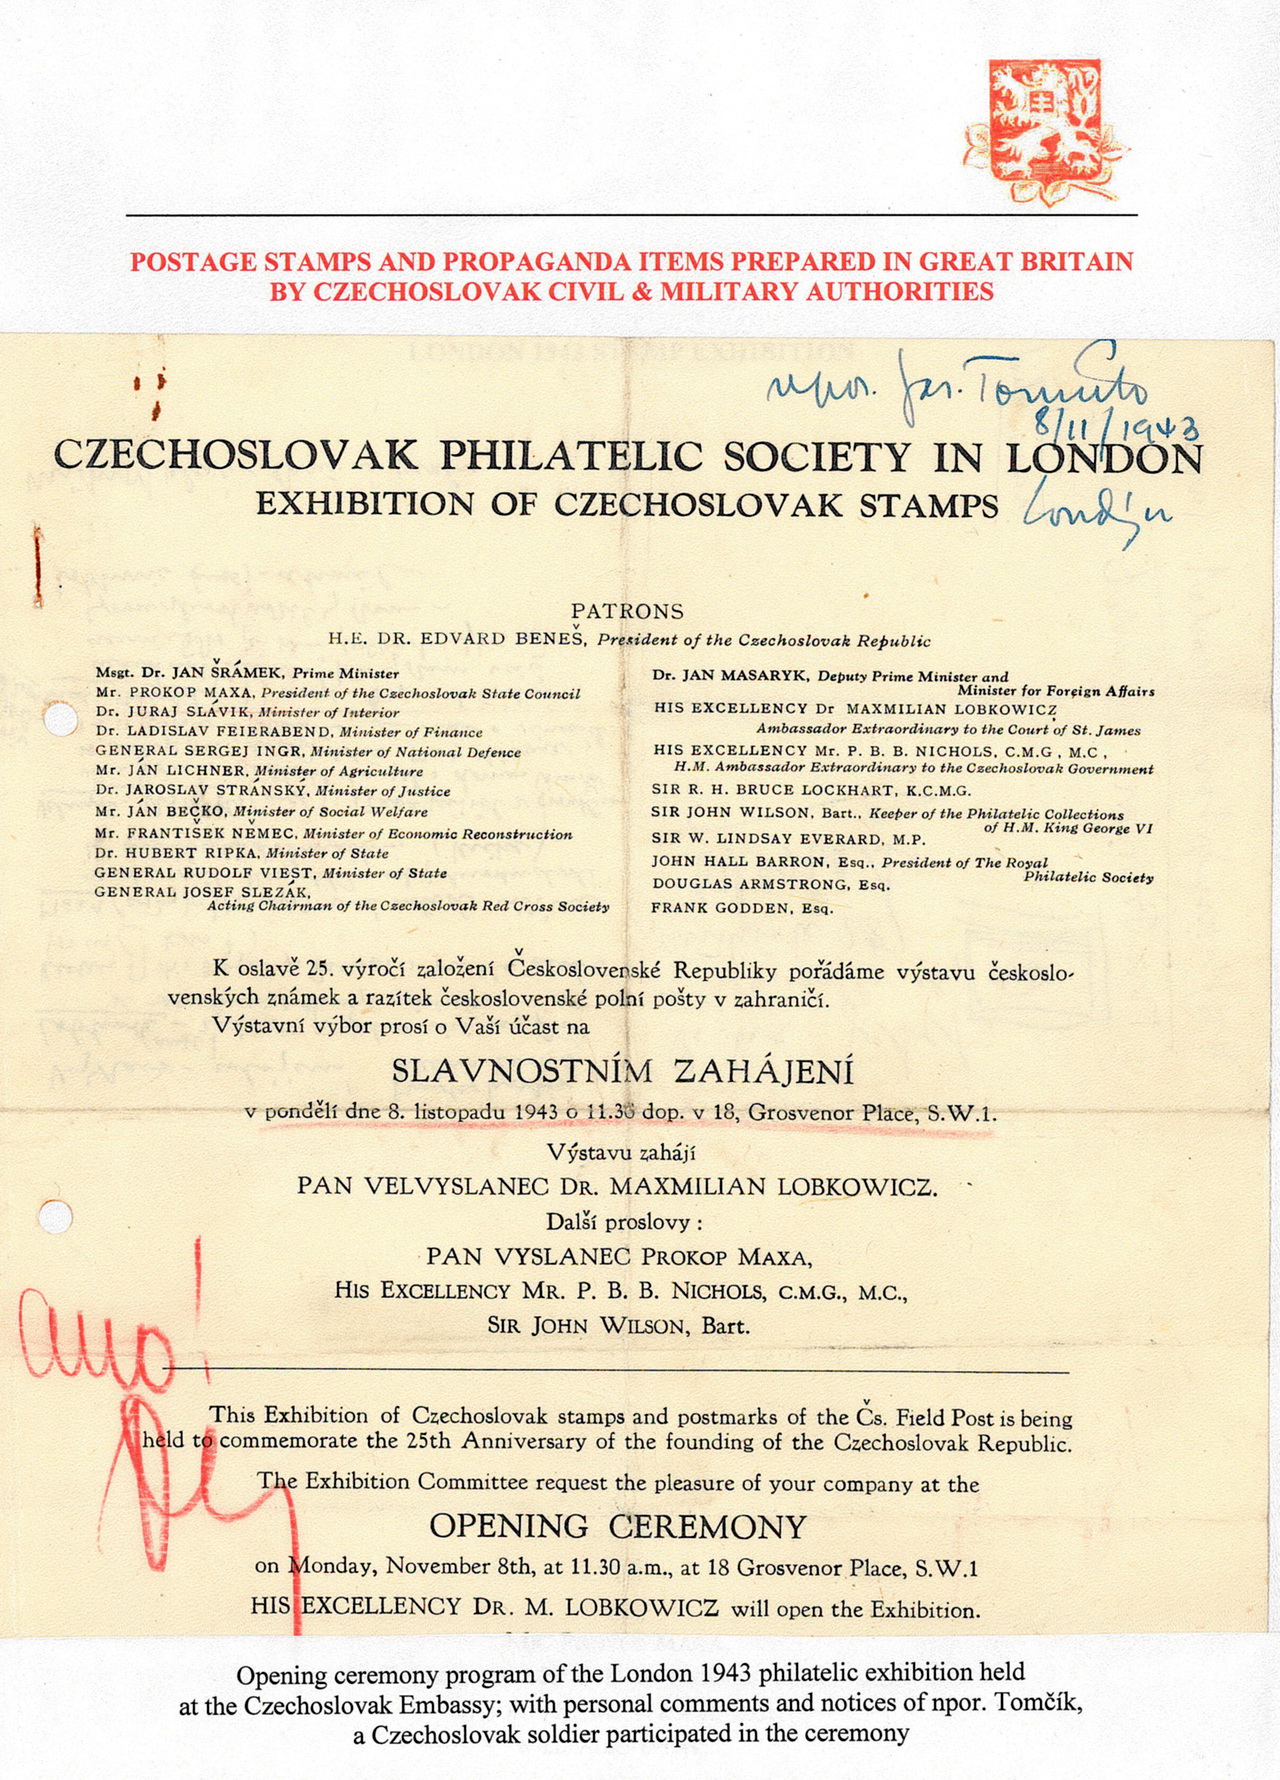 POSTAGE STAMPS AND PROPAGANDA ITEMS PREPARED IN GREAT BRITAIN
BY CZECHOSLOVAK CIVIL & MILITARY AUTHORITIES
npor. Jar.
8/11/1943
CZECHOSLOVAK PHILATELIC SOCIETY IN LONDON
EXHIBITION OF CZECHOSLOVAK STAMPS
Londýn
PATRONS
H.E. DR. EDVARD BENEŠ, President of the Czechoslovak Republic
Msgt. Dr. JAN ŠRÁMEK, Prime Minister
Mr. PROKOP MAXA, President of the Czechoslovak State Council
Dr. JURAJ SLÁVIK, Minister of Interior
Dr. LADISLAV FEIERABEND, Minister of Finance
GENERAL SERGEJ INGR, Minister of National Defence
Mr. JÁN LICHNER, Minister of Agriculture
Dr. JAROSLAV STRÁNSKÝ, Minister of Justice
Mr. JÁN BEČKO, Minister of Social Welfare
Mr. FRANTIŠEK NĚMEC, Minister of Economic Reconstruction
Dr. HUBERT RIPKA, Minister of State
GENERAL RUDOLF VIEST, Minister of State
GENERAL JOSEF SLEZÁK,
Acting Chairman of the Czechoslovak Red Cross Society
Dr. JAN MASARYK, Deputy Prime Minister and
Minister for Foreign Affairs
HIS EXCELLENCY Dr MAXMILIAN LOBKOWICZ
Ambassador Extraordinary to the Court of St. James
HIS EXCELLENCY Mr. P. B. B. NICHOLS, C.M.G , M.C ,
H.M. Ambassador Extraordinary to the Czechoslovak Government
SIR R. H. BRUCE LOCKHART, K.C.M.G.
SIR JOHN WILSON, Bart., Keeper of the Philatelic Collections
of H.M. King George VI
SIR W. LINDSAY EVERARD, M.P.
JOHN HALL BARRON, Esq., President of The Royal
Philatelic Society
DOUGLAS ARMSTRONG, Esq.
FRANK GODDEN, Esq.
K oslavě 25. výročí založení Československé Republiky pořádáme výstavu českoslo-
venských známek a razítek československé polní pošty v zahraničí.
Výstavní výbor prosí o Vaší účast na
SLAVNOSTNÍM ZAHÁJENÍ
v pondělí dne 8. listopadu 1943 o 11.30 dop. v 18, Grosvenor Place, S.W.1.
Výstavu zahájí
PAN VELVYSLANEC DR. MAXMILIAN LOBKOWICZ.
Další proslovy :
PAN VYSLANEC PROKOP MAXA,
HIS EXCELLENCY MR. P. B. B. NICHOLS, C.M.G., M.C.,
SIR JOHN WILSON, Bart.
ano!
This Exhibition of Czechoslovak stamps and postmarks of the Čs. Field Post is being
held to commemorate the 25th Anniversary of the founding of the Czechoslovak Republic.
The Exhibition Committee request the pleasure of your company at the
OPENING CEREMONY
on Monday, November 8th, at 11.30 a.m., at 18 Grosvenor Place, S.W.1
HIS EXCELLENCY DR. M. LOBKOWICZ will open the Exhibition.
Opening ceremony program of the London 1943 philatelic exhibition held
at the Czechoslovak Embassy; with personal comments and notices of npor. Tomčík,
a Czechoslovak soldier participated in the ceremony